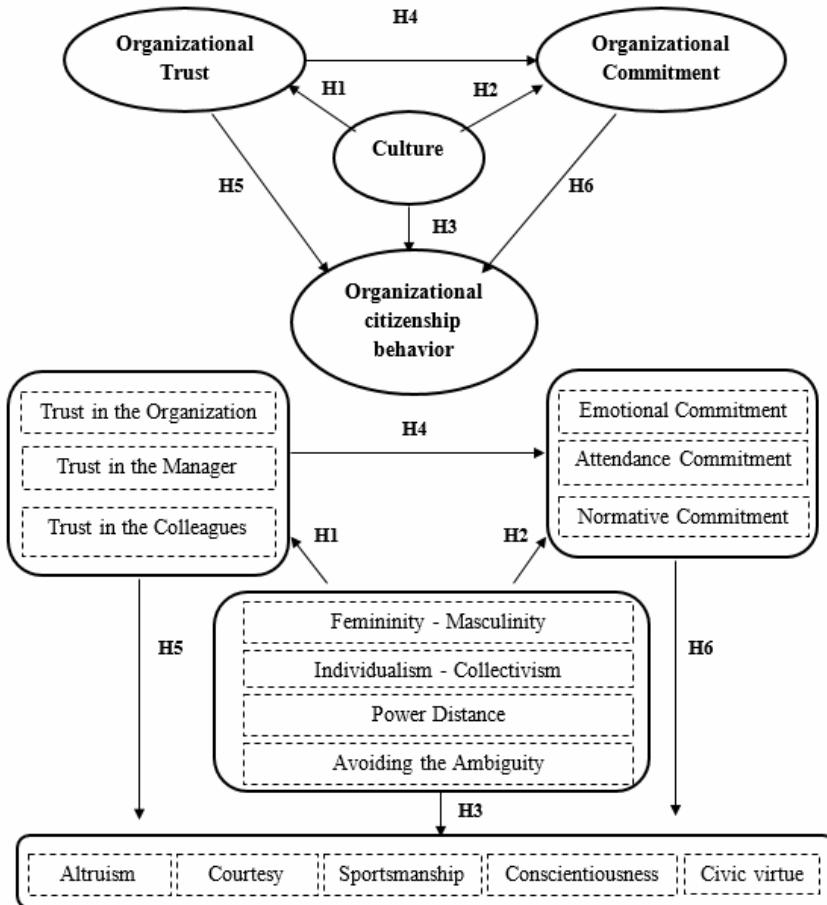 H4
Organizational
Trust
Organizational
Commitment
H1
H2
Culture
H5
H6
H3
Organizational
citizenship
behavior
Trust in the Organization
Trust in the Manager
Trust in the Colleagues
H4
Emotional Commitment
Attendance Commitment
Normative Commitment
H1
H2
Femininity - Masculinity
Individualism - Collectivism
Power Distance
Avoiding the Ambiguity
H5
H6
H3
Altruism
Courtesy
Sportsmanship
Conscientiousness
Civic virtue